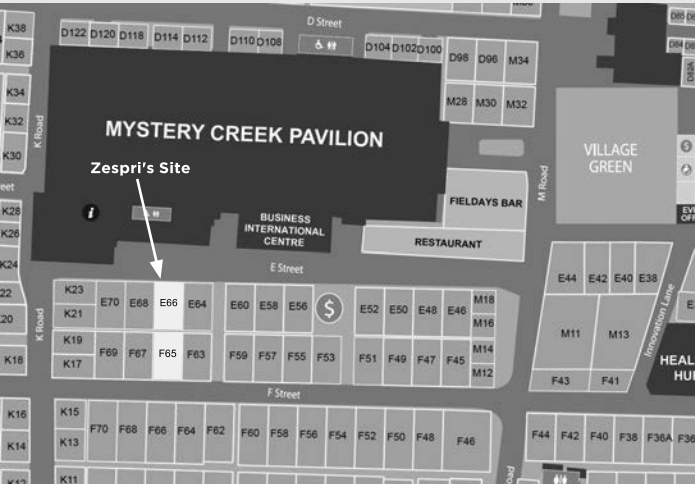 D Street
K38
K36
D122 D120 D118 D114 D112 D110 D108
D104 D102 D100
D98 D96 M34
K34
K32
K30
K Road
MYSTERY CREEK PAVILION
M28 M30 M32
VILLAGE
GREEN
$
Zespri's Site
M Road
FIELDAYS BAR
i
BUSINESS
INTERNATIONAL
CENTRE
RESTAURANT
K28
K26
K24
E Street
E44 E42 E40 E38
K23
K21
E70 E68 E66 E64 E60 E58 E56 $ E52 E50 E48 E46
M18
M16
K Road
K19
K17
F69 F67 F65 F63 F59 F57 F55 F53 F51 F49 F47 F45
M14
M12
M11 M13
Innovation Lane
K18
F43 F41
F Street
K16
K14
K15
K13
F70 F68 F66 F64 F62 F60 F58 F56 F54 F52 F50 F48 F46
F44 F42 F40 F38 F36A
K12
K11